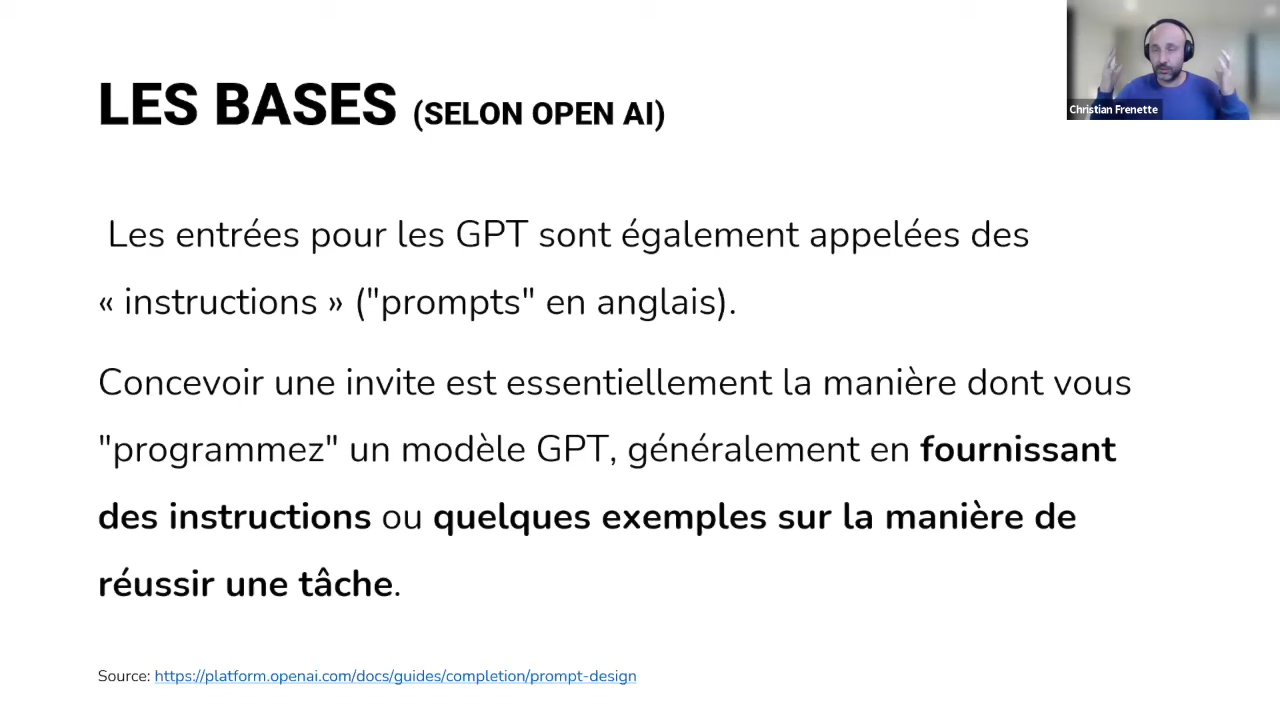 LES BASES (SELON OPEN AI)
Christian Frenette
Les entrées pour les GPT sont également appelées des
« instructions » ("prompts" en anglais).
Concevoir une invite est essentiellement la manière dont vous
"programmez" un modèle GPT, généralement en fournissant
des instructions ou quelques exemples sur la manière de
réussir une tâche.
Source: https://platform.openai.com/docs/guides/completion/prompt-design